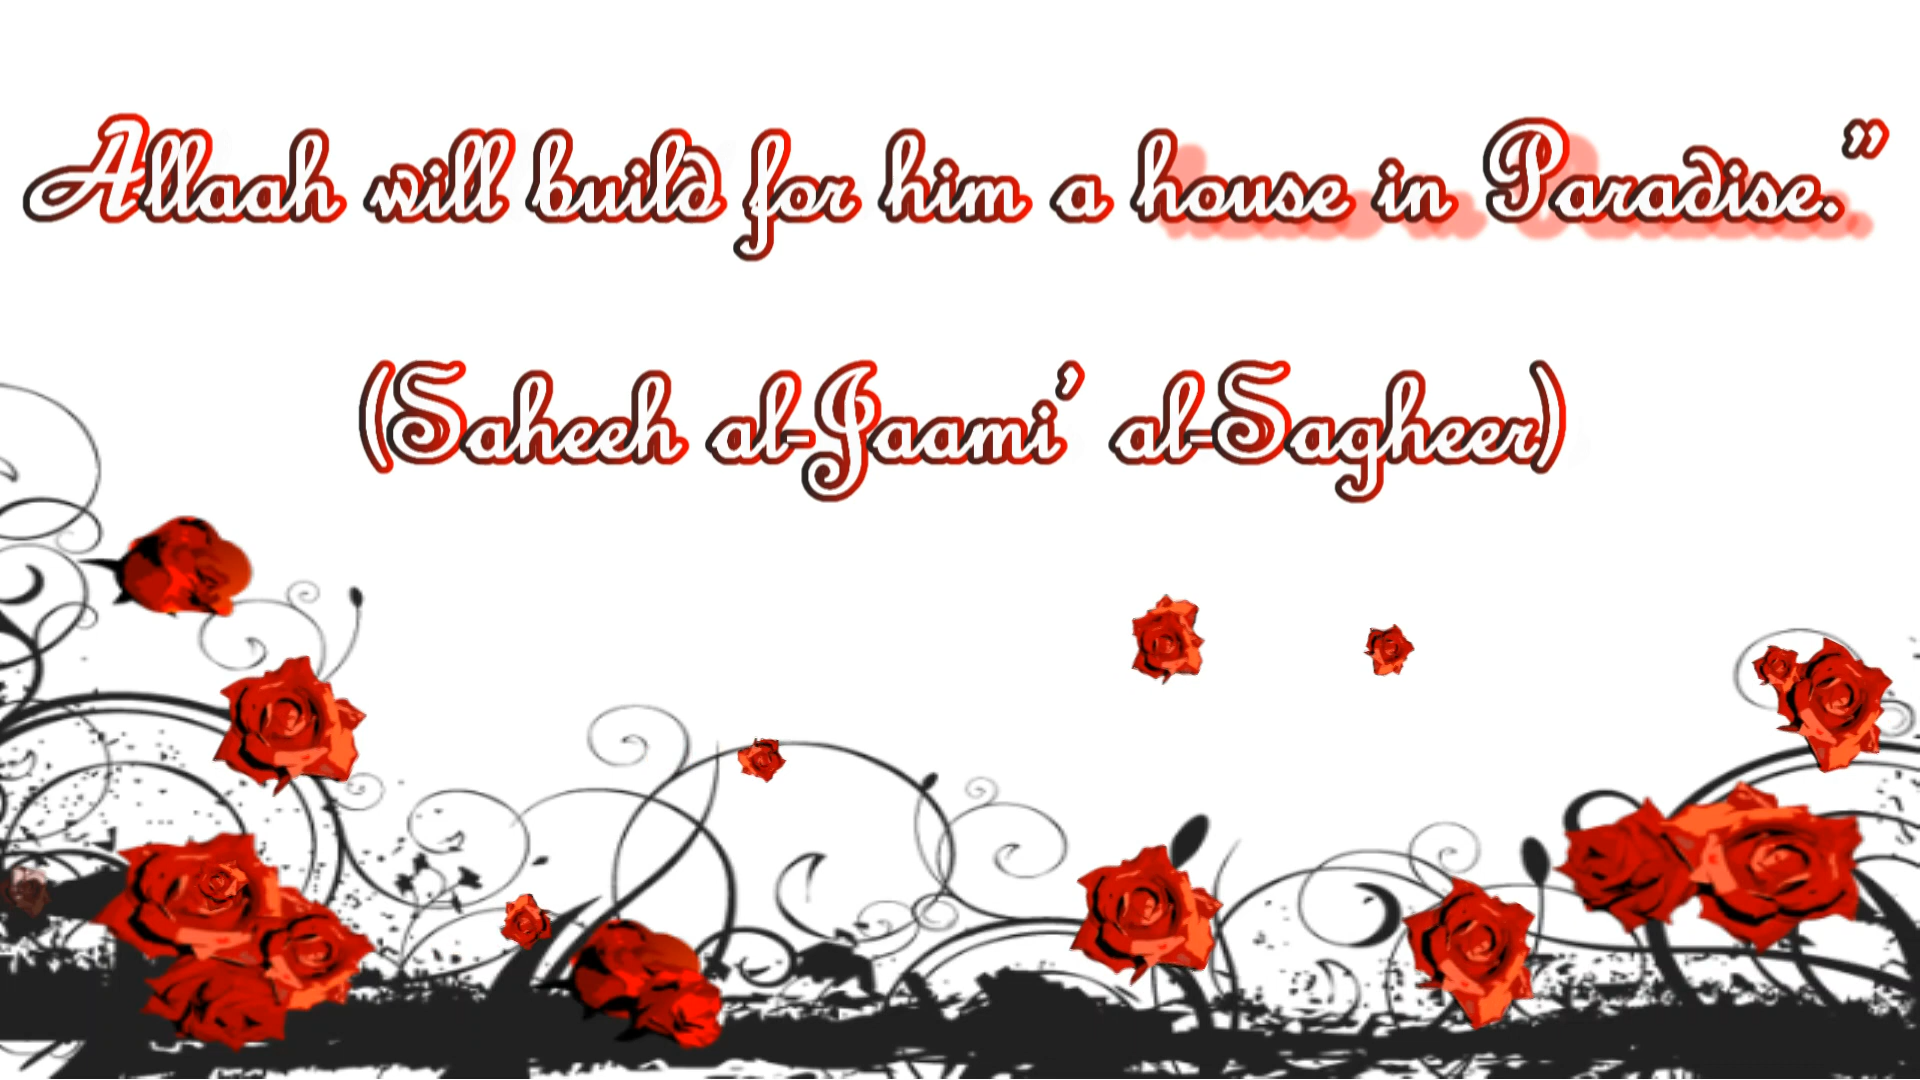 Allaah will build for him a house in Paradise.”
(Saheeh al-Jaami’ al-Sagheer)